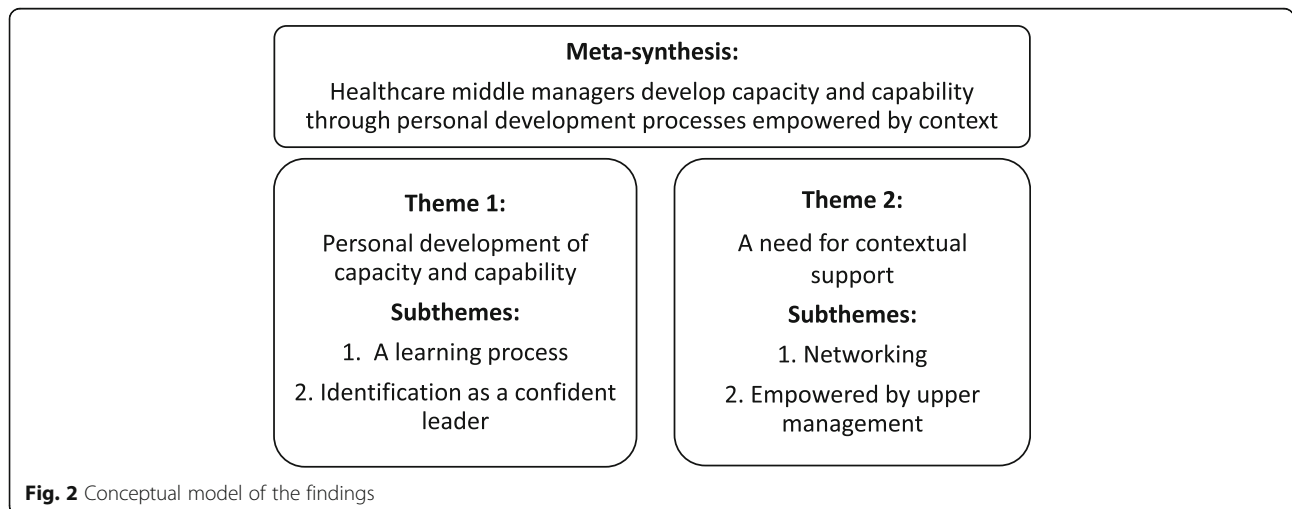 Meta-synthesis:
Healthcare middle managers develop capacity and capability
through personal development processes empowered by context
Theme 1:
Personal development of
capacity and capability
Subthemes:
1. A learning process
2. Identification as a confident
leader
Theme 2:
A need for contextual
support
Subthemes:
1. Networking
2. Empowered by upper
management
Fig. 2 Conceptual model of the findings